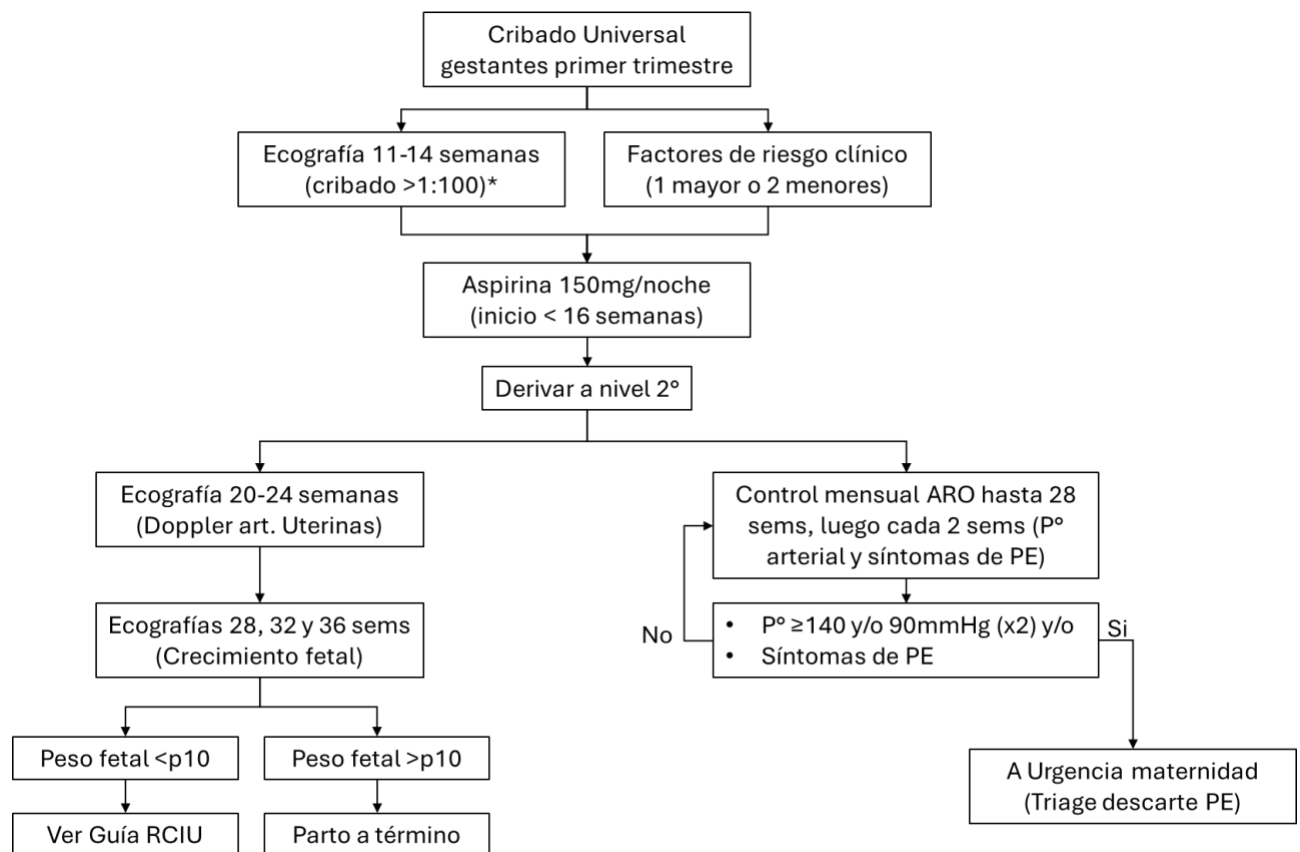 Cribado Universal
gestantes primer trimestre
Ecografía 11-14 semanas
(cribado >1:100)*
Factores de riesgo clínico
(1 mayor o 2 menores)
Aspirina 150mg/noche
(inicio < 16 semanas)
Derivar a nivel 2°
Ecografía 20-24 semanas
(Doppler art. Uterinas)
Control mensual ARO hasta 28
sems, luego cada 2 sems (P°
arterial y síntomas de PE)
Ecografías 28, 32 y 36 sems
(Crecimiento fetal)
No
• P° ≥140 y/o 90mmHg (x2) y/o
• Síntomas de PE
Si
Peso fetal <p10
Peso fetal >p10
A Urgencia maternidad
(Triage descarte PE)
Ver Guía RCIU
Parto a término